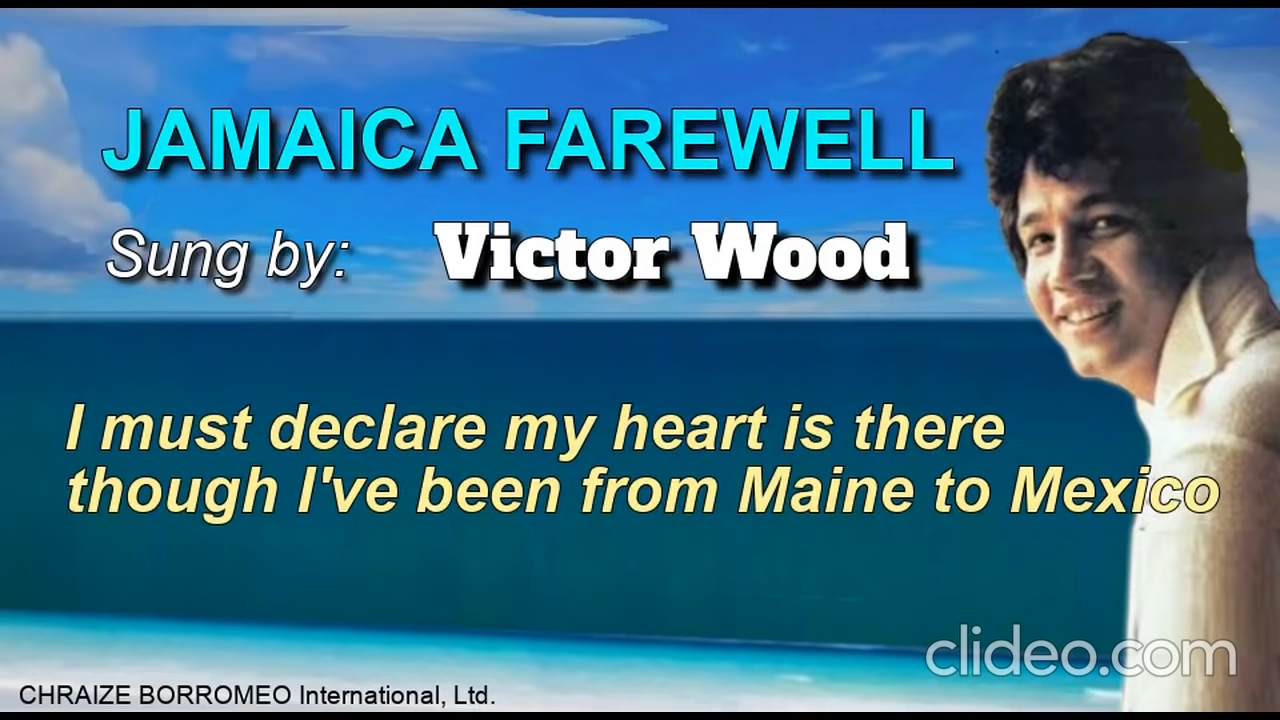 JAMAICA FAREWELL
Sung by: Victor Wood
I must declare my heart is there
though I've been from Maine to Mexico
clideo.com
CHRAIZE BORROMEO International, Ltd.